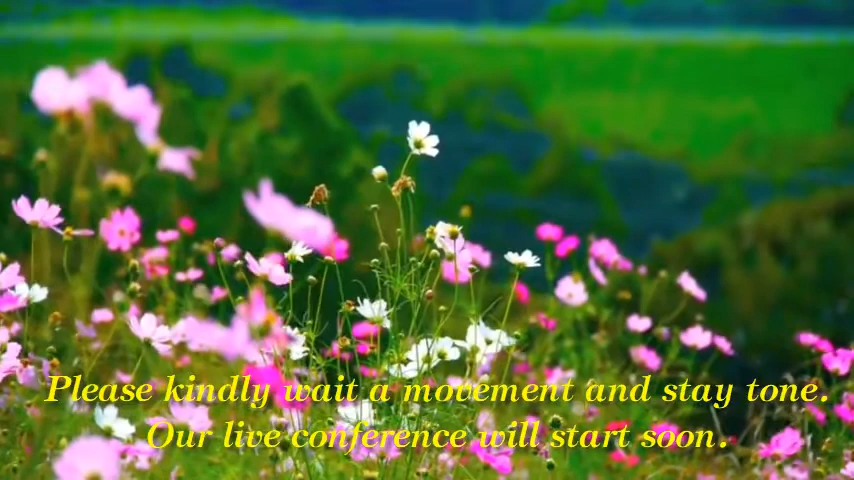 Please kindly wait a movement and stay tone.
Our live conference will start soon.